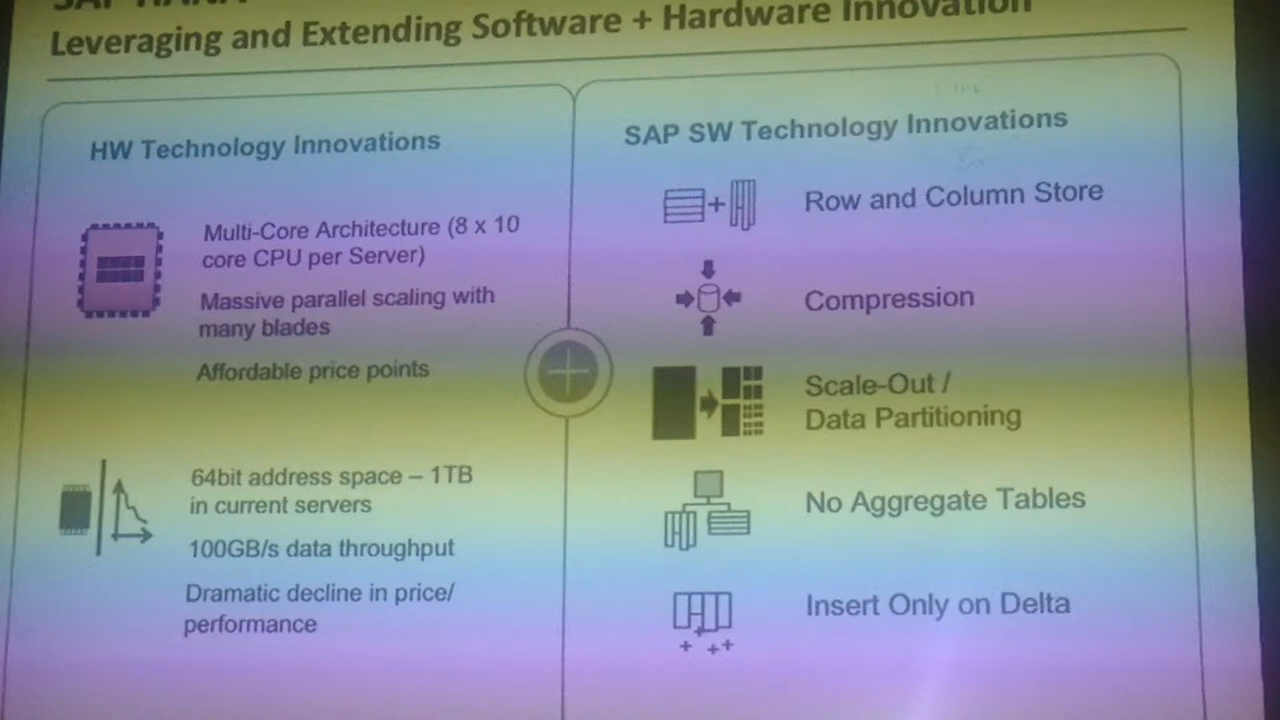 SAP HANA
Leveraging and Extending Software + Hardware Innovation
HW Technology Innovations
Multi-Core Architecture (8 x 10
core CPU per Server)
Massive parallel scaling with
many blades
Affordable price points
64bit address space – 1TB
in current servers
100GB/s data throughput
Dramatic decline in price/
performance
SAP SW Technology Innovations
Row and Column Store
Compression
Scale-Out /
Data Partitioning
No Aggregate Tables
Insert Only on Delta